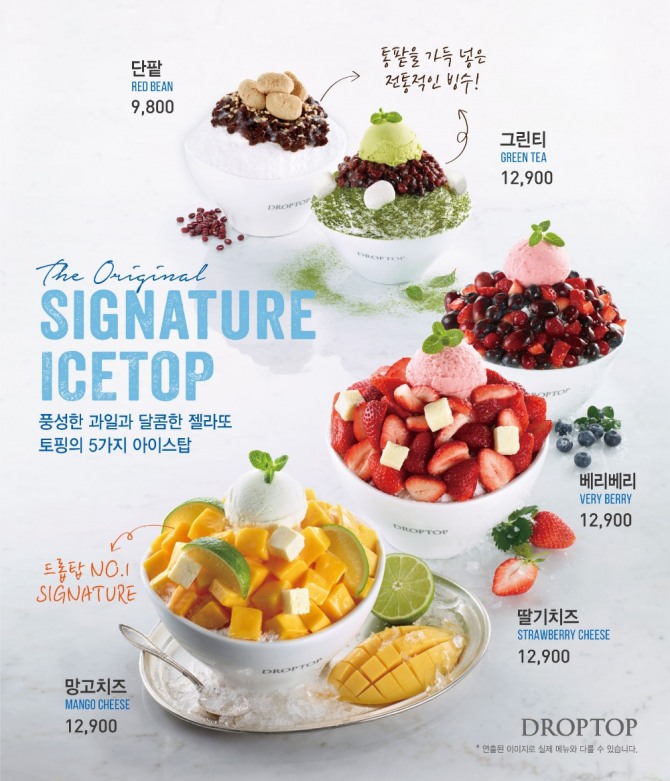 단팥
RED BEAN
9,800
통팥을 가득 넣은
전통적인 빙수!
그린티
GREEN TEA
12,900
DROPTOP
DROPTOP
The Original
SIGNATURE
ICETOP
풍성한 과일과 달콤한 젤라또
토핑의 5가지 아이스탑
DROPTOP
베리베리
VERY BERRY
12,900
DROPTOP
드롭탑 NO.1
SIGNATURE
딸기치즈
STRAWBERRY CHEESE
12,900
DROPTOP
망고치즈
MANGO CHEESE
12,900
DROPTOP
* 연출된 이미지로 실제 메뉴와 다를 수 있습니다.